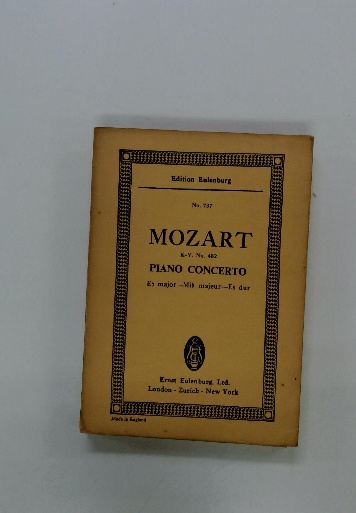 Edition Eulenburg
No. 737
MOZART
K-V. No. 482
PIANO CONCERTO
Eb major—Mib majeur—Es dur
Ernst Eulenburg, Ltd.
London - Zurich - New York
Made in England